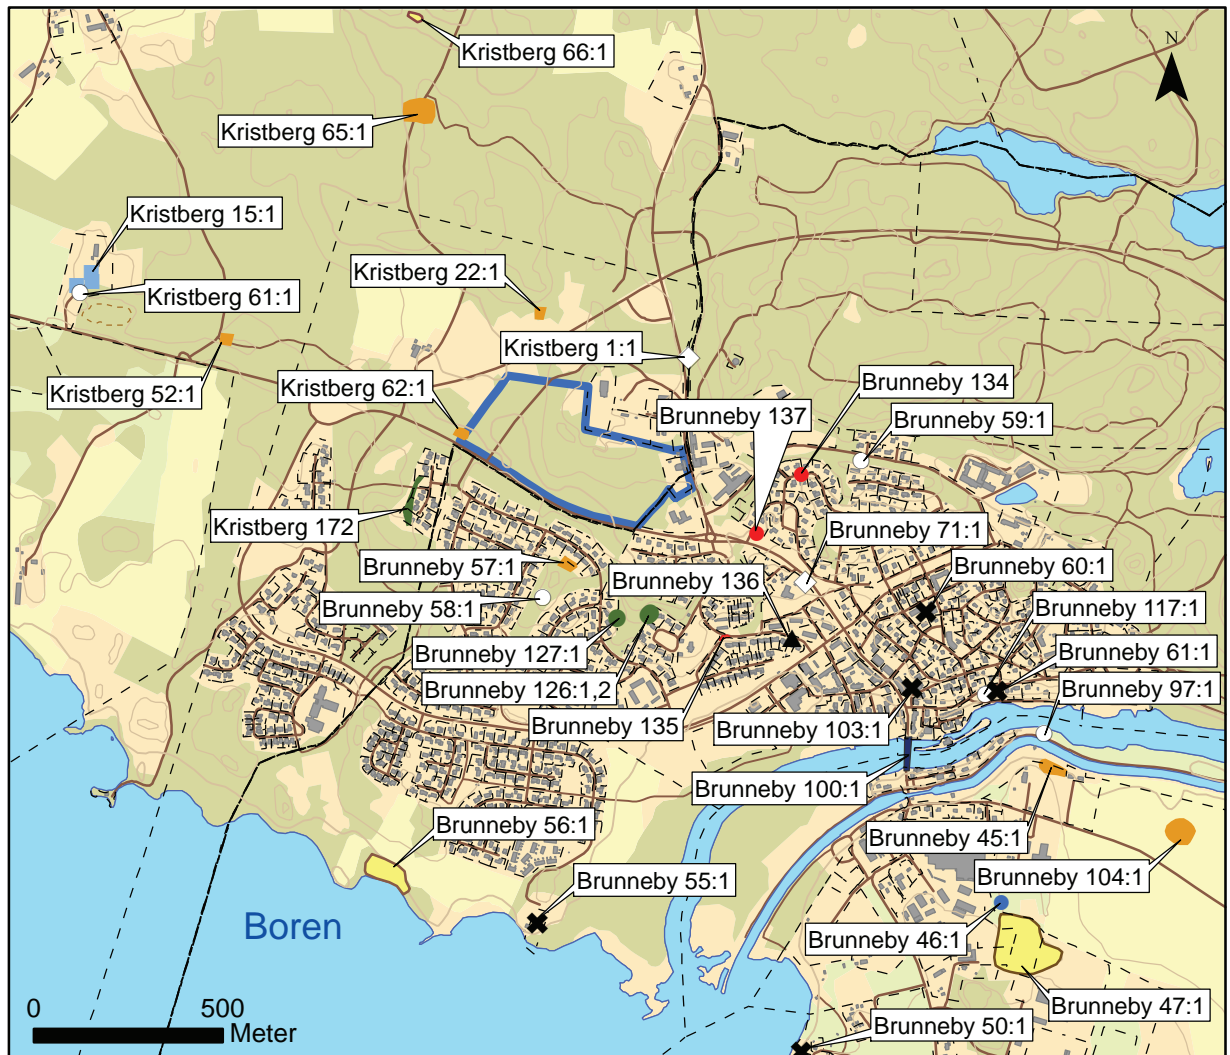 Kristberg 66:1
N
Kristberg 65:1
Kristberg 15:1
Kristberg 22:1
Kristberg 61:1
Kristberg 1:1
Kristberg 52:1
Kristberg 62:1
Brunneby 134
Brunneby 137
Brunneby 59:1
Kristberg 172
Brunneby 71:1
Brunneby 57:1
Brunneby 136
Brunneby 60:1
Brunneby 58:1
Brunneby 117:1
Brunneby 127:1
Brunneby 61:1
Brunneby 126:1,2
Brunneby 97:1
Brunneby 135
Brunneby 103:1
Brunneby 100:1
Brunneby 56:1
Brunneby 45:1
Brunneby 104:1
Brunneby 55:1
Boren
Brunneby 46:1
Brunneby 47:1
0 500
Meter
Brunneby 50:1